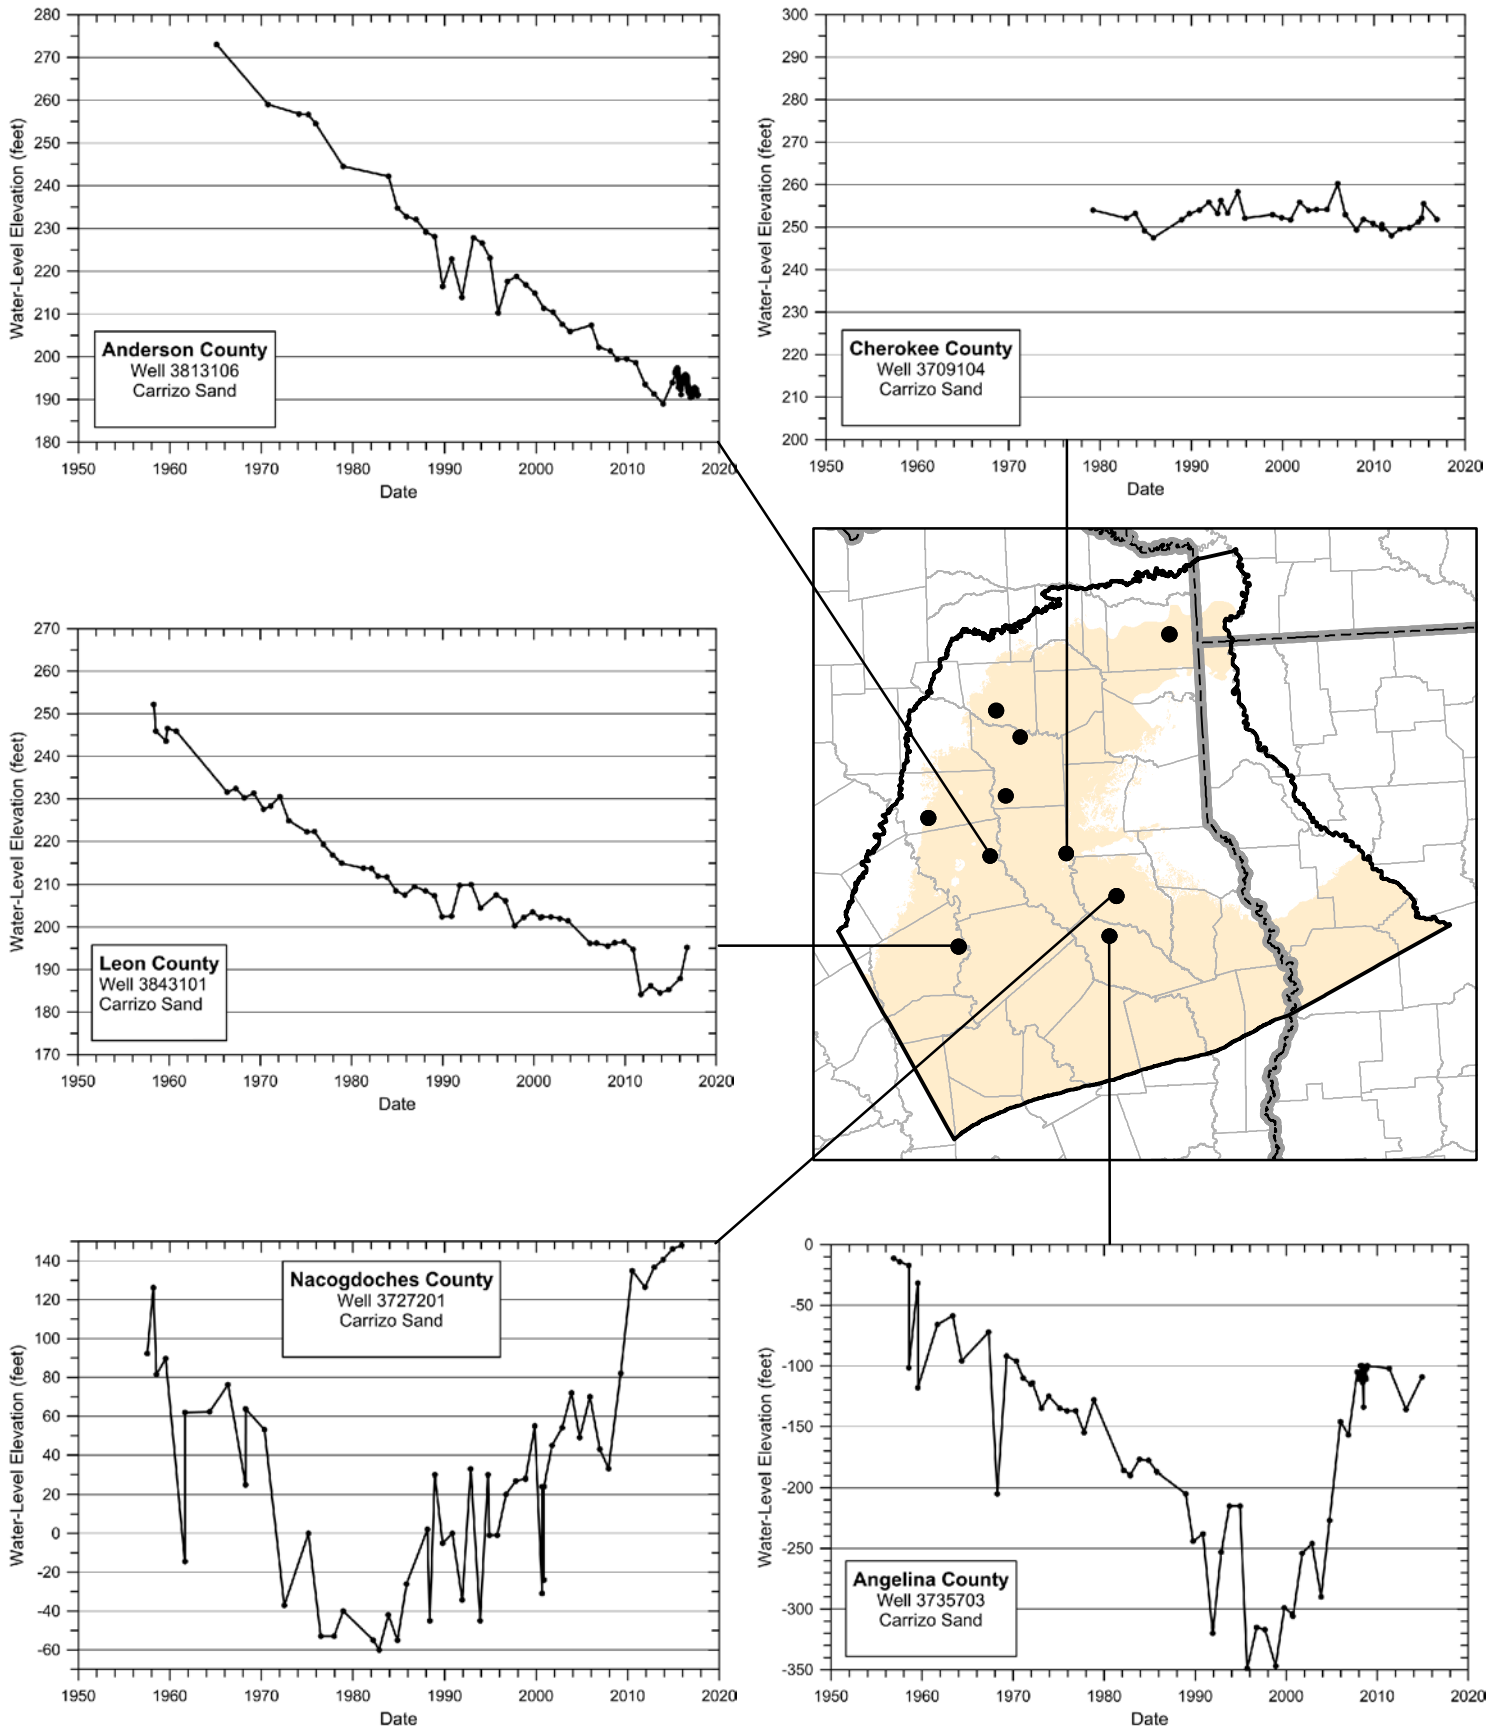 280
270
260
250
240
230
220
210
200
190
180
Water-Level Elevation (feet)
Anderson County
Well 3813106
Carrizo Sand
1950 1960 1970 1980 1990 2000 2010 2020
Date
300
290
280
270
260
250
240
230
220
210
200
Water-Level Elevation (feet)
Cherokee County
Well 3709104
Carrizo Sand
1950 1960 1970 1980 1990 2000 2010 2020
Date
270
260
250
240
230
220
210
200
190
180
170
Water-Level Elevation (feet)
Leon County
Well 3843101
Carrizo Sand
1950 1960 1970 1980 1990 2000 2010 2020
Date
140
120
100
80
60
40
20
0
-20
-40
-60
Water-Level Elevation (feet)
Nacogdoches County
Well 3727201
Carrizo Sand
1950 1960 1970 1980 1990 2000 2010 2020
Date
0
-50
-100
-150
-200
-250
-300
-350
Water-Level Elevation (feet)
Angelina County
Well 3735703
Carrizo Sand
1950 1960 1970 1980 1990 2000 2010 2020
Date